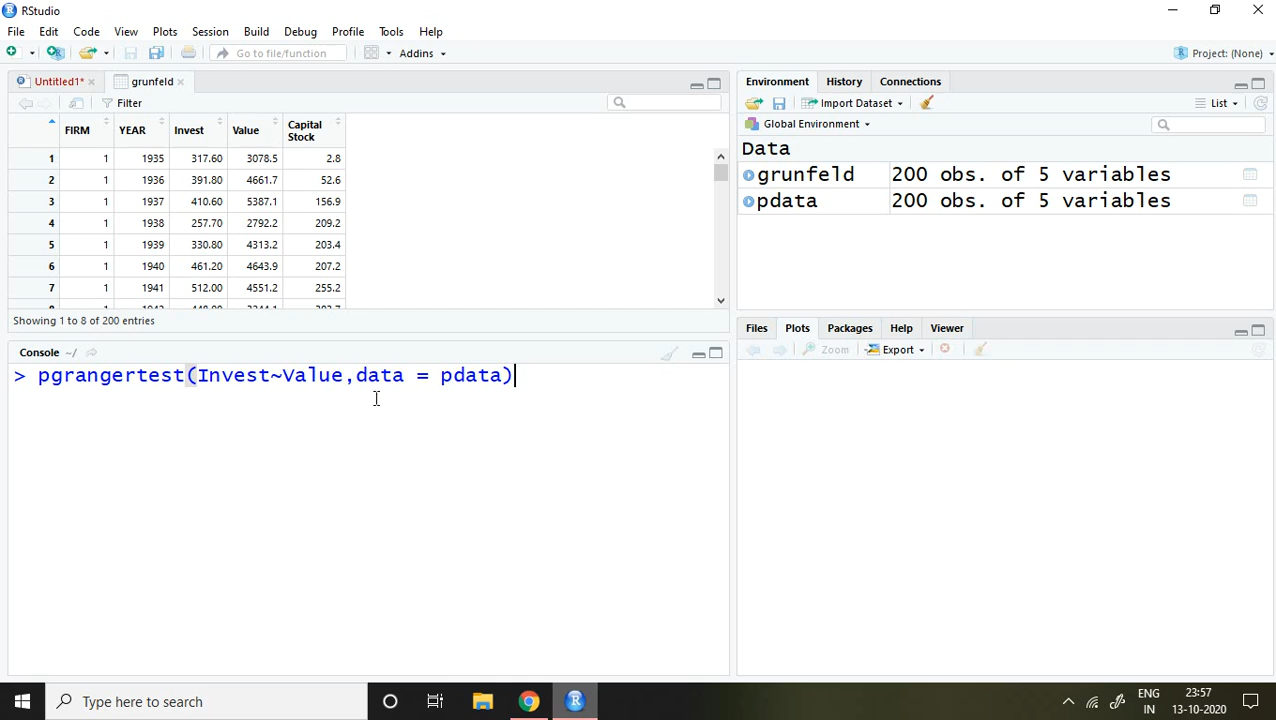 RStudio
File Edit Code View Plots Session Build Debug Profile Tools Help
Go to file/function Addins Project: (None)
Untitled1* grunfeld
Filter
FIRM YEAR Invest Value Capital Stock
1 1 1935 317.60 3078.5 2.8
2 1 1936 391.80 4661.7 52.6
3 1 1937 410.60 5387.1 156.9
4 1 1938 257.70 2792.2 209.2
5 1 1939 330.80 4313.2 203.4
6 1 1940 461.20 4643.9 207.2
7 1 1941 512.00 4551.2 255.2
Showing 1 to 8 of 200 entries
Console ~/
> pgrangertest(Invest~Value,data = pdata)
Environment History Connections
Import Dataset List
Global Environment
Data
grunfeld 200 obs. of 5 variables
pdata 200 obs. of 5 variables
Files Plots Packages Help Viewer
Zoom Export
Type here to search
ENG
IN
23:57
13-10-2020